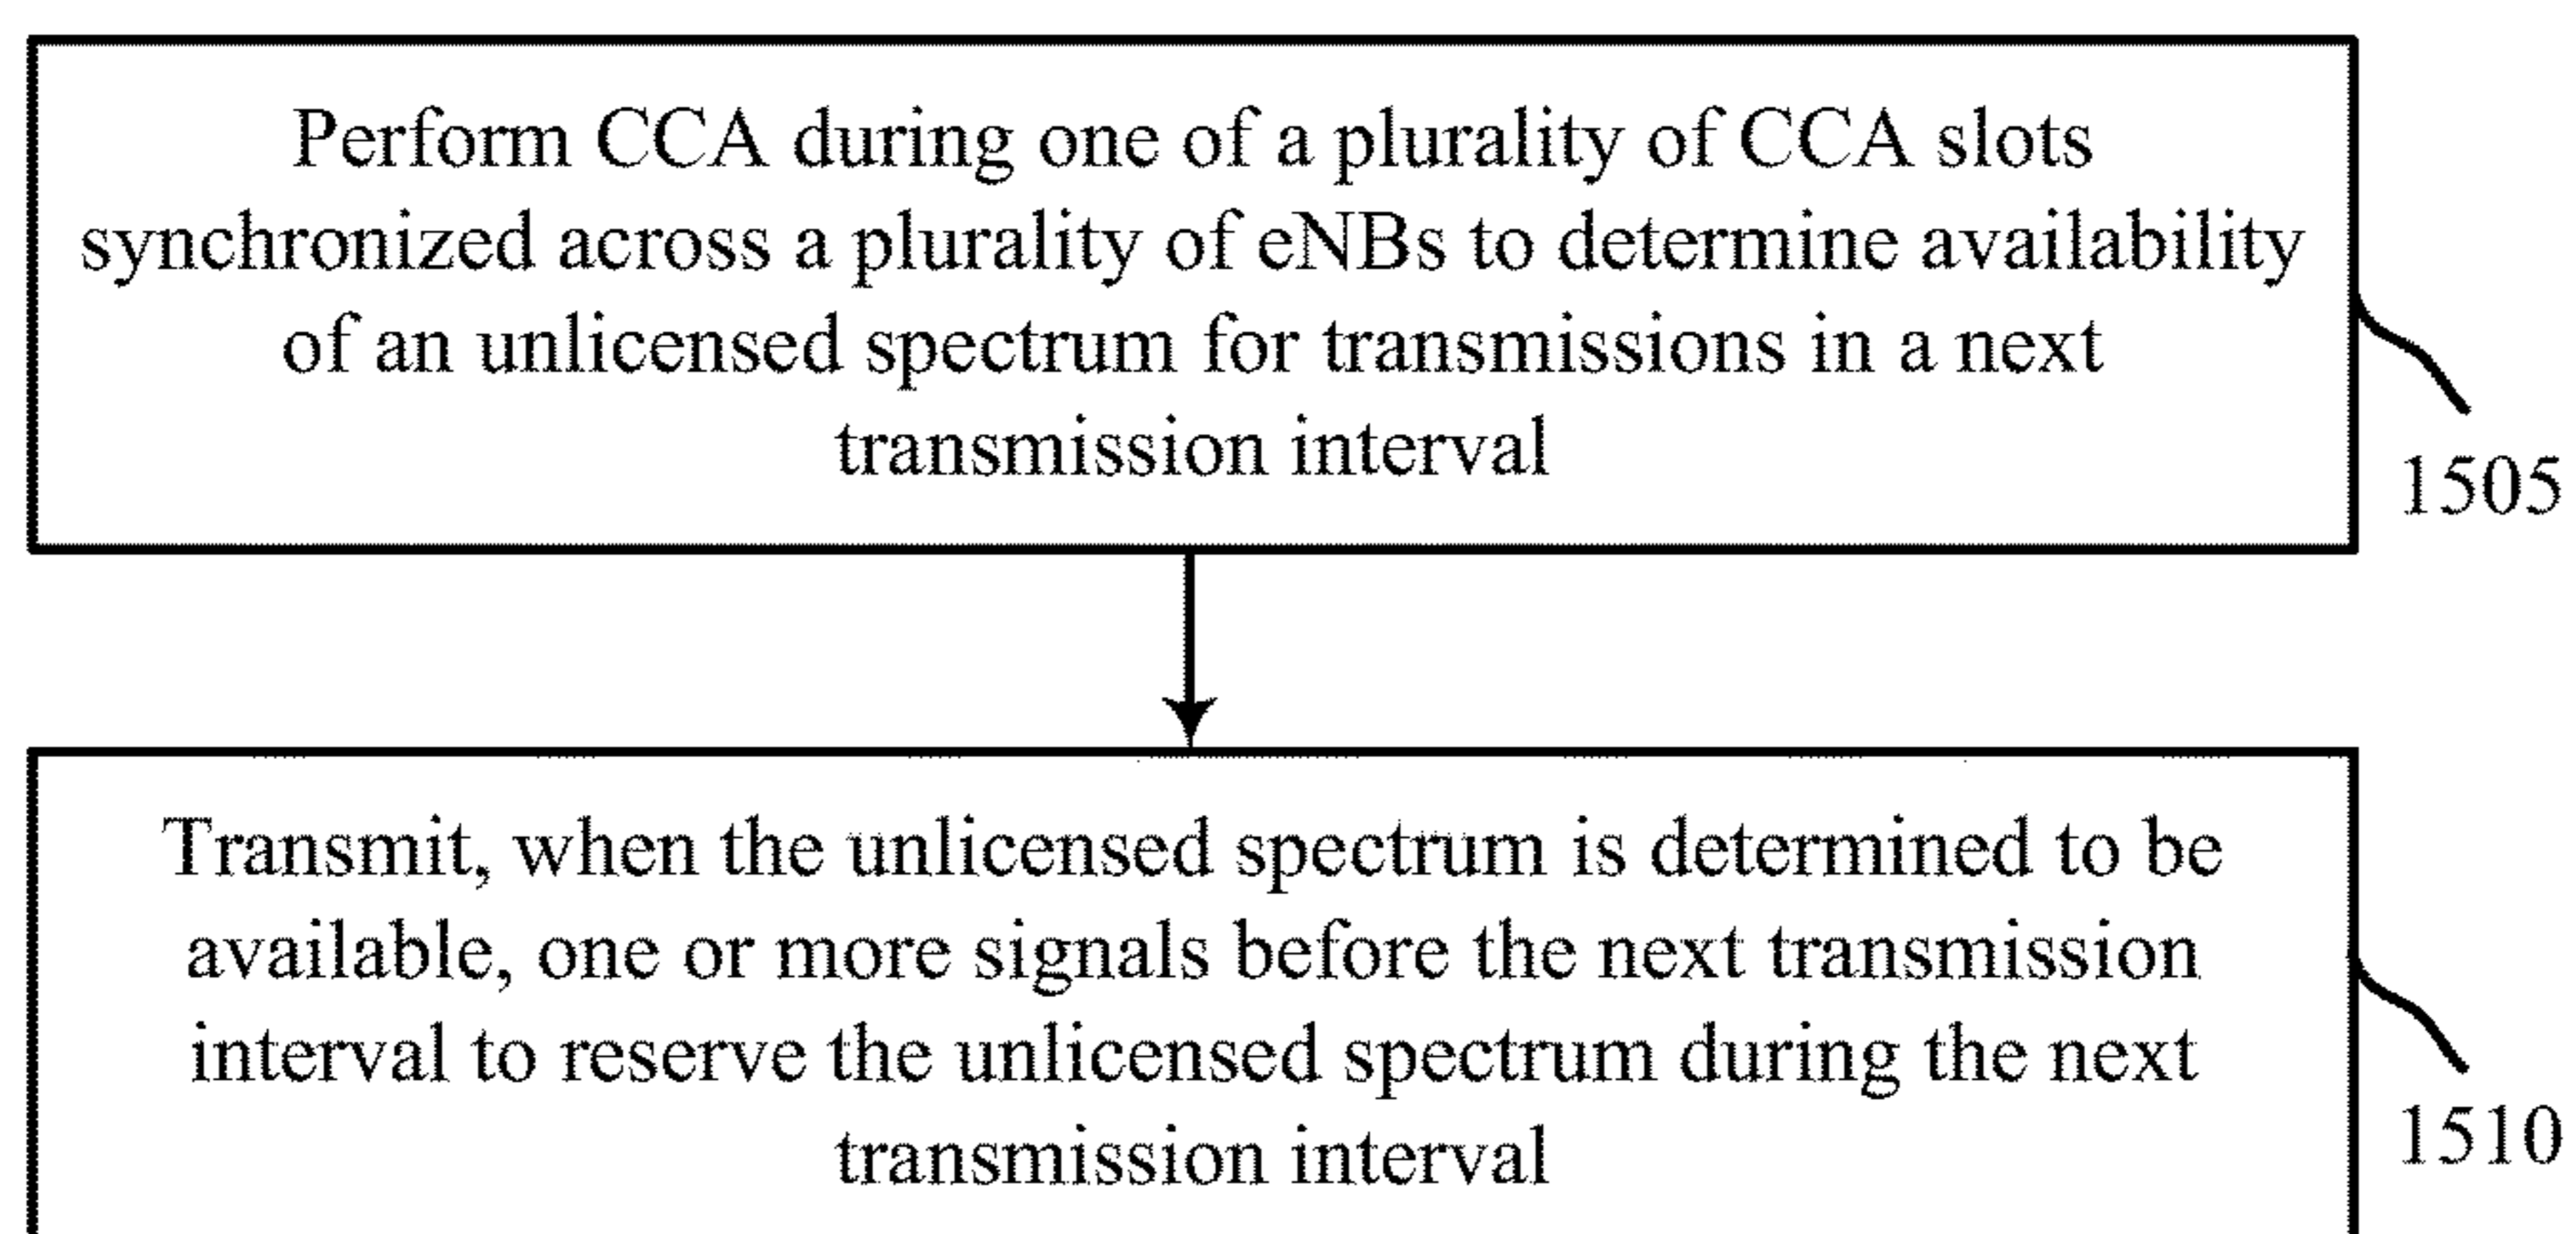 Perform CCA during one of a plurality of CCA slots
synchronized across a plurality of eNBs to determine availability
of an unlicensed spectrum for transmissions in a next
transmission interval
1505
Transmit, when the unlicensed spectrum is determined to be
available, one or more signals before the next transmission
interval to reserve the unlicensed spectrum during the next
transmission interval
1510